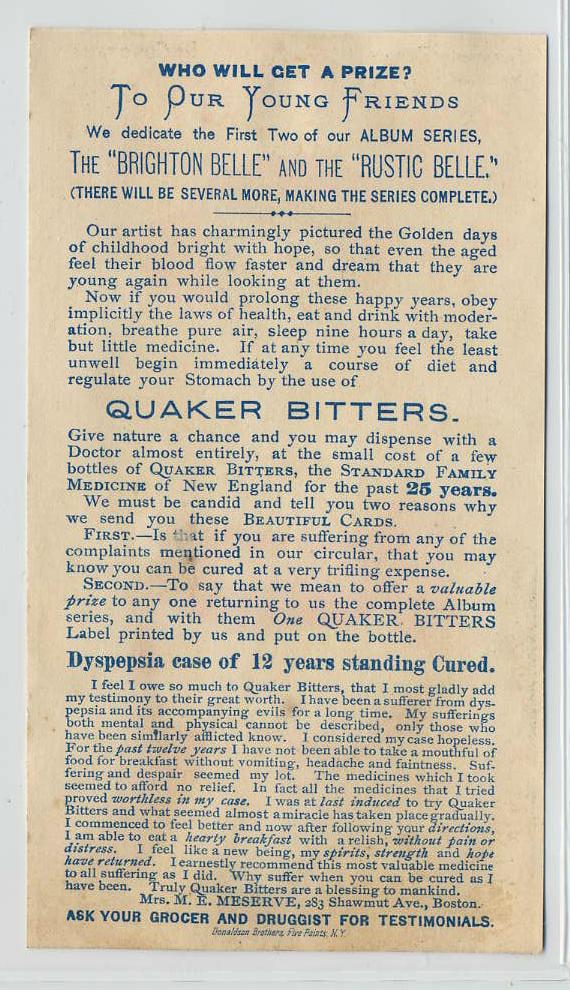 WHO WILL GET A PRIZE?
TO OUR YOUNG FRIENDS
We dedicate the First Two of our ALBUM SERIES,
THE "BRIGHTON BELLE" AND THE "RUSTIC BELLE."
(THERE WILL BE SEVERAL MORE, MAKING THE SERIES COMPLETE.)
Our artist has charmingly pictured the Golden days
of childhood bright with hope, so that even the aged
feel their blood flow faster and dream that they are
young again while looking at them.
Now if you would prolong these happy years, obey
implicitly the laws of health, eat and drink with moder-
ation, breathe pure air, sleep nine hours a day, take
but little medicine. If at any time you feel the least
unwell begin immediately a course of diet and
regulate your Stomach by the use of
QUAKER BITTERS.
Give nature a chance and you may dispense with a
Doctor almost entirely, at the small cost of a few
bottles of QUAKER BITTERS, the STANDARD FAMILY
MEDICINE of New England for the past 25 years.
We must be candid and tell you two reasons why
we send you these BEAUTIFUL CARDS.
FIRST.—Is that if you are suffering from any of the
complaints mentioned in our circular, that you may
know you can be cured at a very trifling expense.
SECOND.—To say that we mean to offer a valuable
prize to any one returning to us the complete Album
series, and with them One QUAKER BITTERS
Label printed by us and put on the bottle.
Dyspepsia case of 12 years standing Cured.
I feel I owe so much to Quaker Bitters, that I most gladly add
my testimony to their great worth. I have been a sufferer from dys-
pepsia and its accompanying evils for a long time. My sufferings
both mental and physical cannot be described, only those who
have been similarly afflicted know. I considered my case hopeless.
For the past twelve years I have not been able to take a mouthful of
food for breakfast without vomiting, headache and faintness. Suf-
fering and despair seemed my lot. The medicines which I took
seemed to afford no relief. In fact all the medicines that I tried
proved worthless in my case. I was at last induced to try Quaker
Bitters and what seemed almost a miracle has taken place gradually.
I commenced to feel better and now after following your directions,
I am able to eat a hearty breakfast with a relish, without pain or
distress. I feel like a new being, my spirits, strength and hope
have returned. I earnestly recommend this most valuable medicine
to all suffering as I did. Why suffer when you can be cured as I
have been. Truly Quaker Bitters are a blessing to mankind.
Mrs. M. E. MESERVE, 283 Shawmut Ave., Boston.
ASK YOUR GROCER AND DRUGGIST FOR TESTIMONIALS.
Donaldson Brothers, Five Points, N.Y.